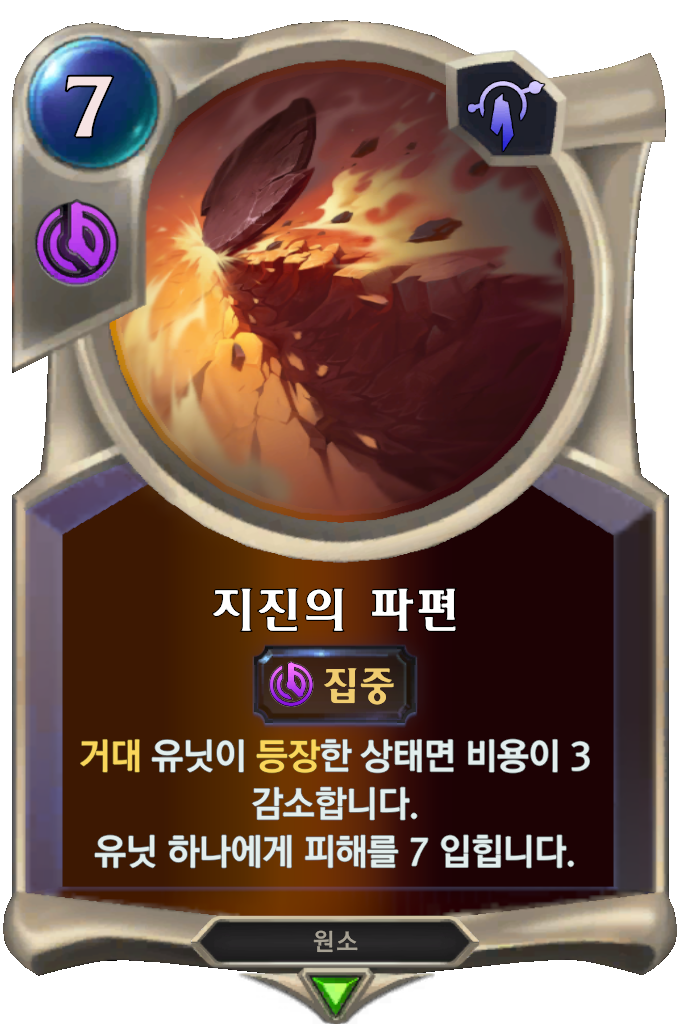 7
지진의 파편
집중
거대 유닛이 등장한 상태면 비용이 3
감소합니다.
유닛 하나에게 피해를 7 입힙니다.
원소